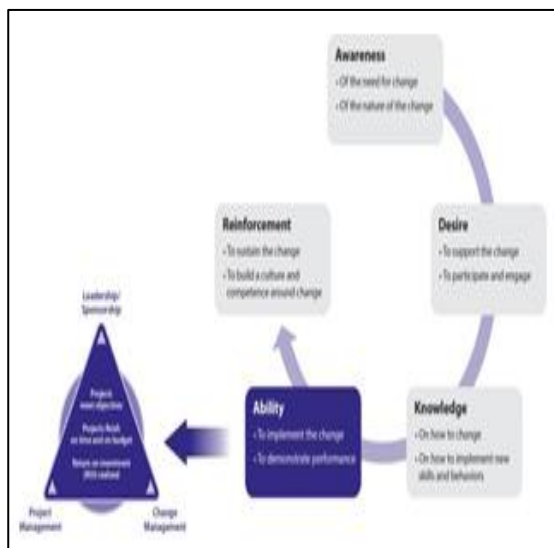 Awareness
• Of the need for change
• Of the nature of the change
Reinforcement
• To sustain the change
• To build a culture and
competence around change
Desire
• To support the change
• To participate and engage
Leadership/
Sponsorship
Projects
meet objectives
Projects finish
on time and on budget
Return on investment
(ROI) realized
Project
Management
Change
Management
Ability
• To implement the change
• To demonstrate performance
Knowledge
• On how to change
• On how to implement new
skills and behaviors